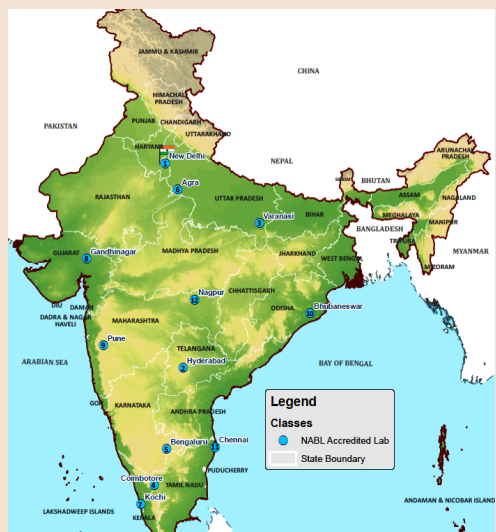 JAMMU & KASHMIR
CHINA
HIMACHAL
PRADESH
PUNJAB
CHANDIGARH
UTTARAKHAND
PAKISTAN
HARYANA
1
New Delhi
NEPAL
ARUNACHAL
PRADESH
SIKKIM
BHUTAN
6
Agra
RAJASTHAN
UTTAR PRADESH
ASSAM
NAGALAND
3
Varanasi
BIHAR
MEGHALAYA
MANIPUR
BANGLADESH
TRIPURA
MYANMAR
MIZORAM
GUJARAT
8
Gandhinagar
MADHYA PRADESH
JHARKHAND
WEST BENGAL
CHHATTISGARH
Nagpur
12
ODISHA
Bhubaneswar
10
DIU
DAMAN
DADRA & NAGAR
HAVELI
MAHARASHTRA
Pune
9
TELANGANA
Hyderabad
2
ARABIAN SEA
BAY OF BENGAL
GOA
KARNATAKA
ANDHRA PRADESH
Legend
Classes
NABL Accredited Lab
State Boundary
Bengaluru
5
Chennai
11
PUDUCHERRY
Coimbotore
4
TAMIL NADU
Kochi
7
KERALA
LAKSHADWEEP ISLANDS
ANDAMAN & NICOBAR ISLAND